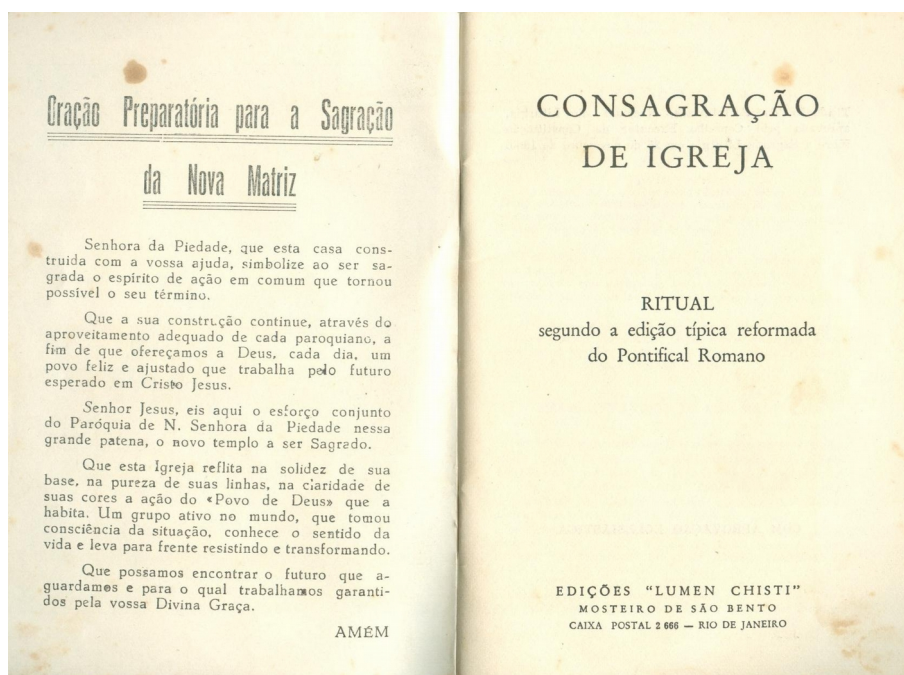 Oração Preparatória para a Sagração
da Nova Matriz
Senhora da Piedade, que esta casa cons-
truida com a vossa ajuda, simbolize ao ser sa-
grada o espírito de ação em comum que tornou
possível o seu término.
Que a sua construção continue, através do
aproveitamento adequado de cada paroquiano, a
fim de que ofereçamos a Deus, cada dia, um
povo feliz e ajustado que trabalha pelo futuro
esperado em Cristo Jesus.
Senhor Jesus, eis aqui o esforço conjunto
do Paróquia de N. Senhora da Piedade nessa
grande patena, o novo templo a ser Sagrado.
Que esta Igreja reflita na solidez de sua
base, na pureza de suas linhas, na claridade de
suas cores a ação do «Povo de Deus» que a
habita. Um grupo ativo no mundo, que tomou
consciência da situação, conhece o sentido da
vida e leva para frente resistindo e transformando.
Que possamos encontrar o futuro que a-
guardamos e para o qual trabalhamos garanti-
dos pela vossa Divina Graça.
AMÉM
CONSAGRAÇÃO
DE IGREJA
RITUAL
segundo a edição típica reformada
do Pontifical Romano
EDIÇÕES "LUMEN CHISTI"
MOSTEIRO DE SÃO BENTO
CAIXA POSTAL 2 666 — RIO DE JANEIRO